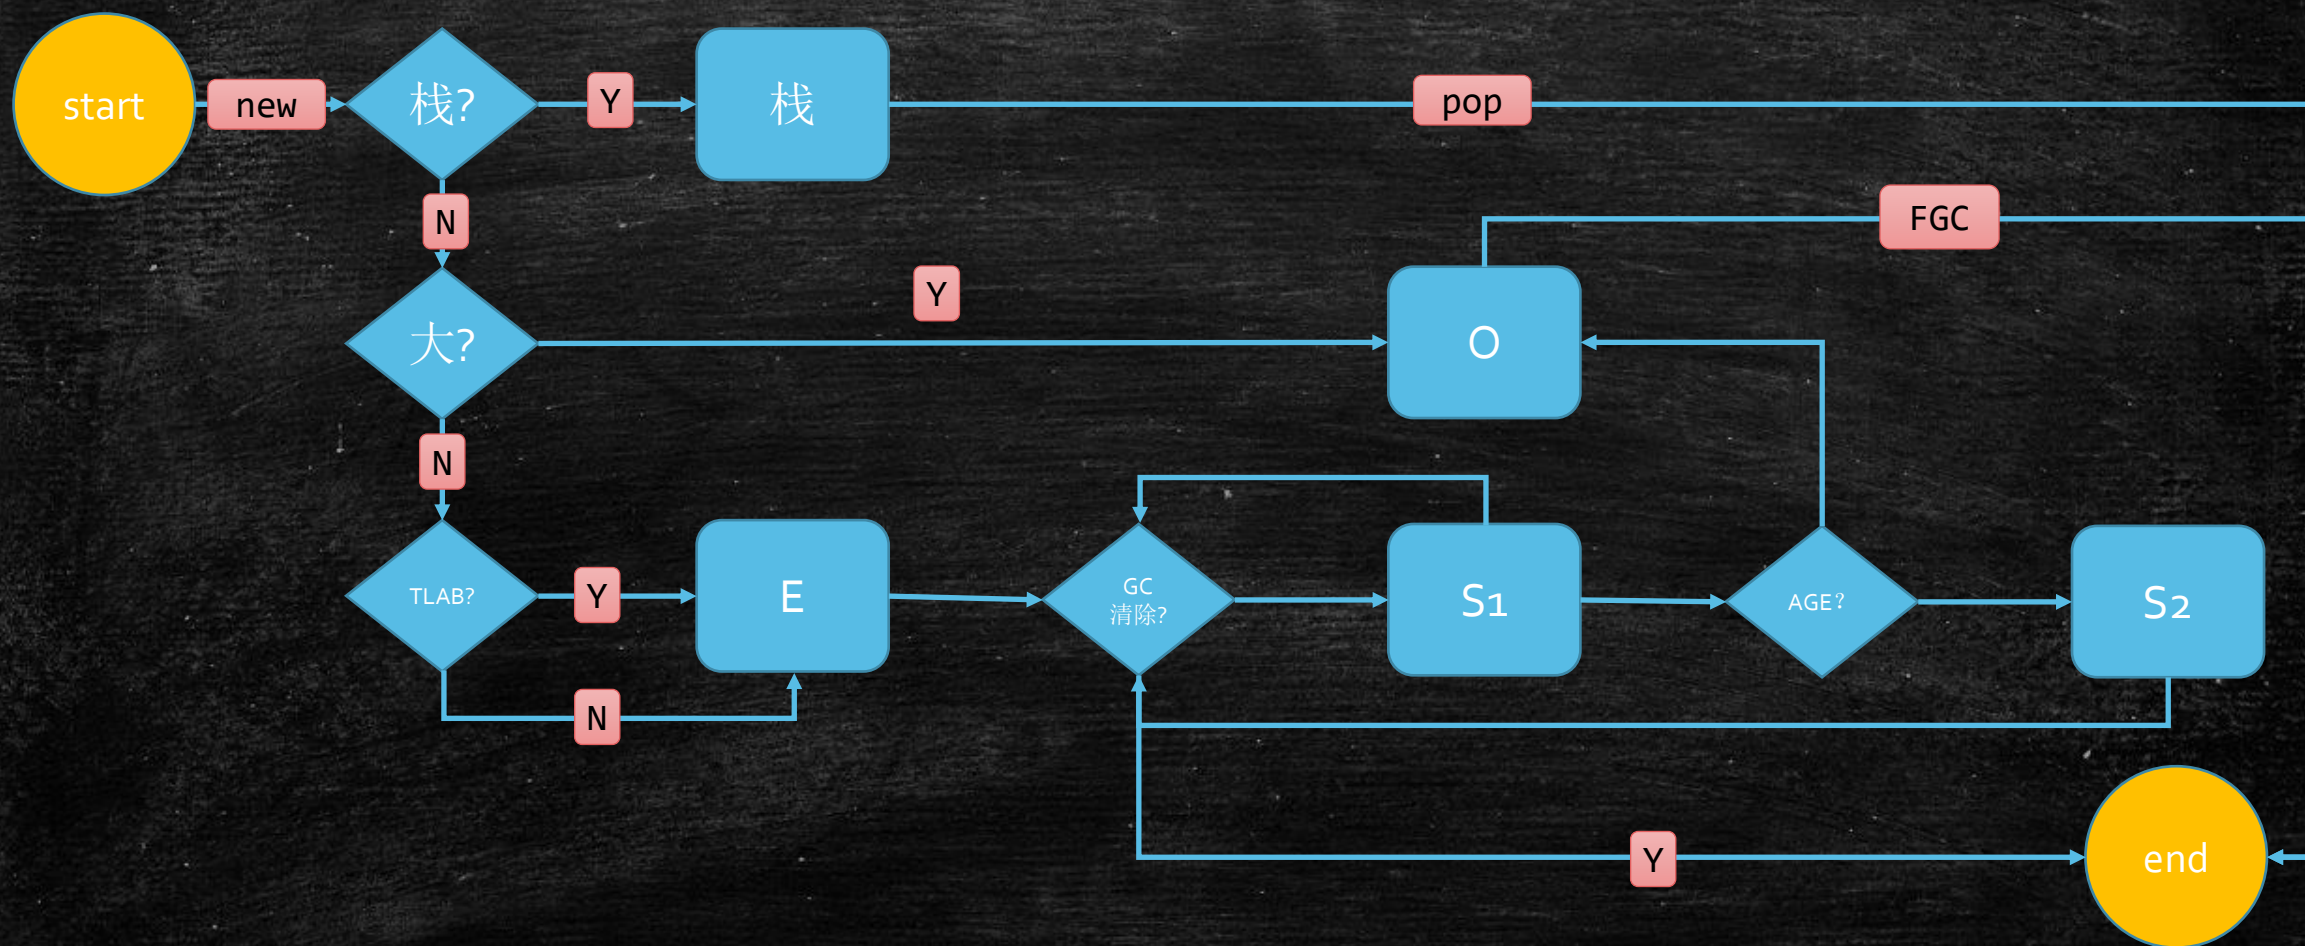 start
new
栈?
Y
栈
pop
N
FGC
Y
大?
O
N
TLAB?
Y
E
GC
清除?
S1
AGE?
S2
N
Y
end